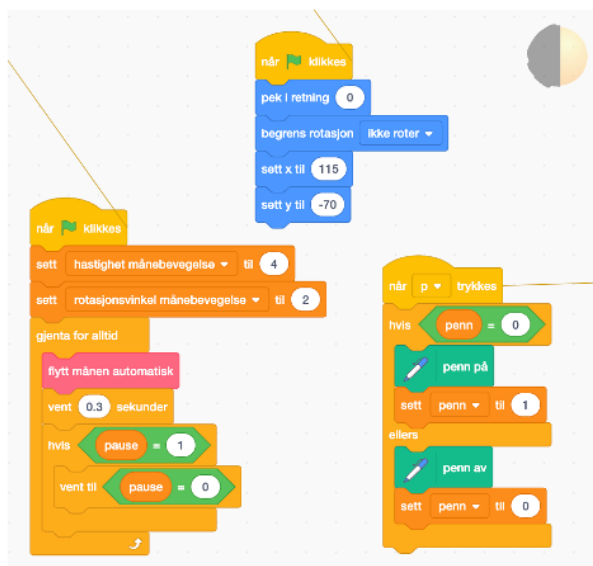 når klikkes
pek i retning 0
begrens rotasjon ikke roter
sett x til 115
sett y til -70
når klikkes
sett hastighet månebevegelse til 4
sett rotasjonsvinkel månebevegelse til 2
gjenta for alltid
flytt månen automatisk
vent 0.3 sekunder
hvis pause = 1
vent til pause = 0
når p trykkes
hvis penn = 0
penn på
sett penn til 1
ellers
penn av
sett penn til 0